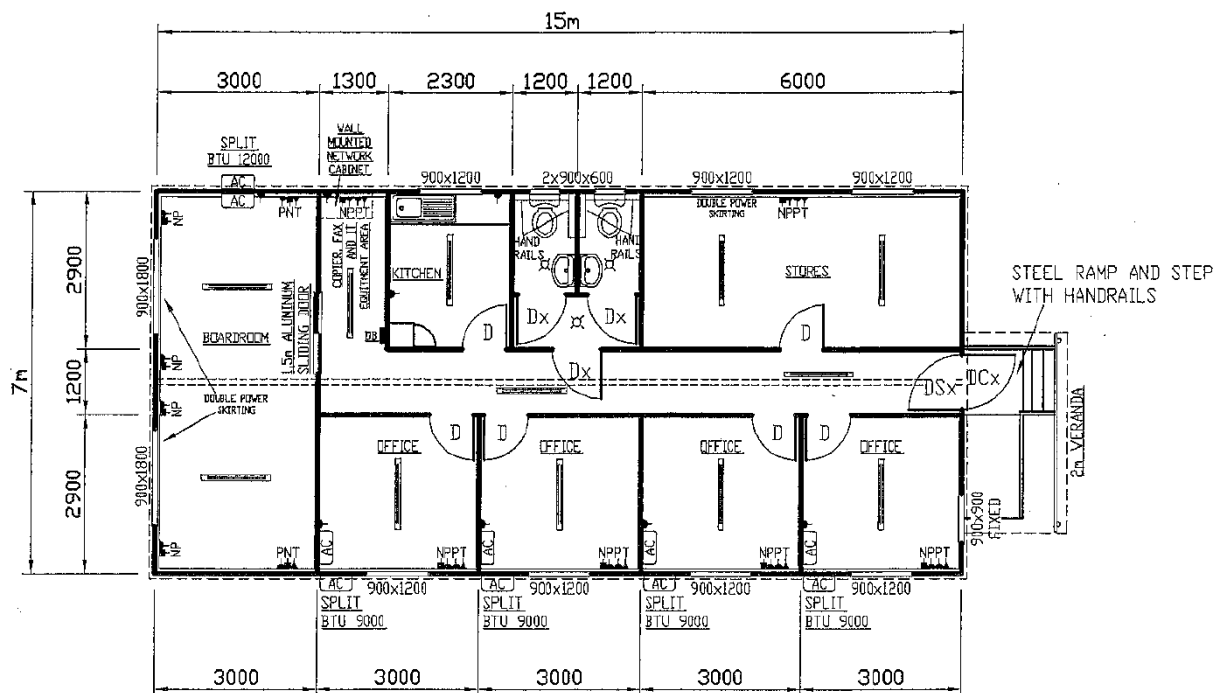 15m
3000 1300 2300 1200 1200 6000
SPLIT
BTU 12000
WALL
MOUNTED
NETWORK
CABINET
900x1200 2x900x600 900x1200 900x1200
AC
AC
PNT
NPPT
NP
DOUBLE POWER
SKIRTING
NPPT
COPIER, FAX
AND IT
EQUIPMENT AREA
HAND
RAILS
HAND
RAILS
KITCHEN
STORES
STEEL RAMP AND STEP
WITH HANDRAILS
2900
900x1800
BOARDROOM
1.5m ALUMINUM
SLIDING DOOR
DB
D
Dx
Dx
D
7m
1200
NP
Dx
DSx
DCx
NP
DOUBLE POWER
SKIRTING
2m VERANDA
D
D
D
D
OFFICE
OFFICE
OFFICE
OFFICE
2900
900x1800
900x900
FIXED
NP
PNT
AC
NPPT
AC
NPPT
AC
NPPT
AC
NPPT
AC 900x1200
AC 900x1200
AC 900x1200
AC 900x1200
SPLIT
BTU 9000
SPLIT
BTU 9000
SPLIT
BTU 9000
SPLIT
BTU 9000
3000 3000 3000 3000 3000